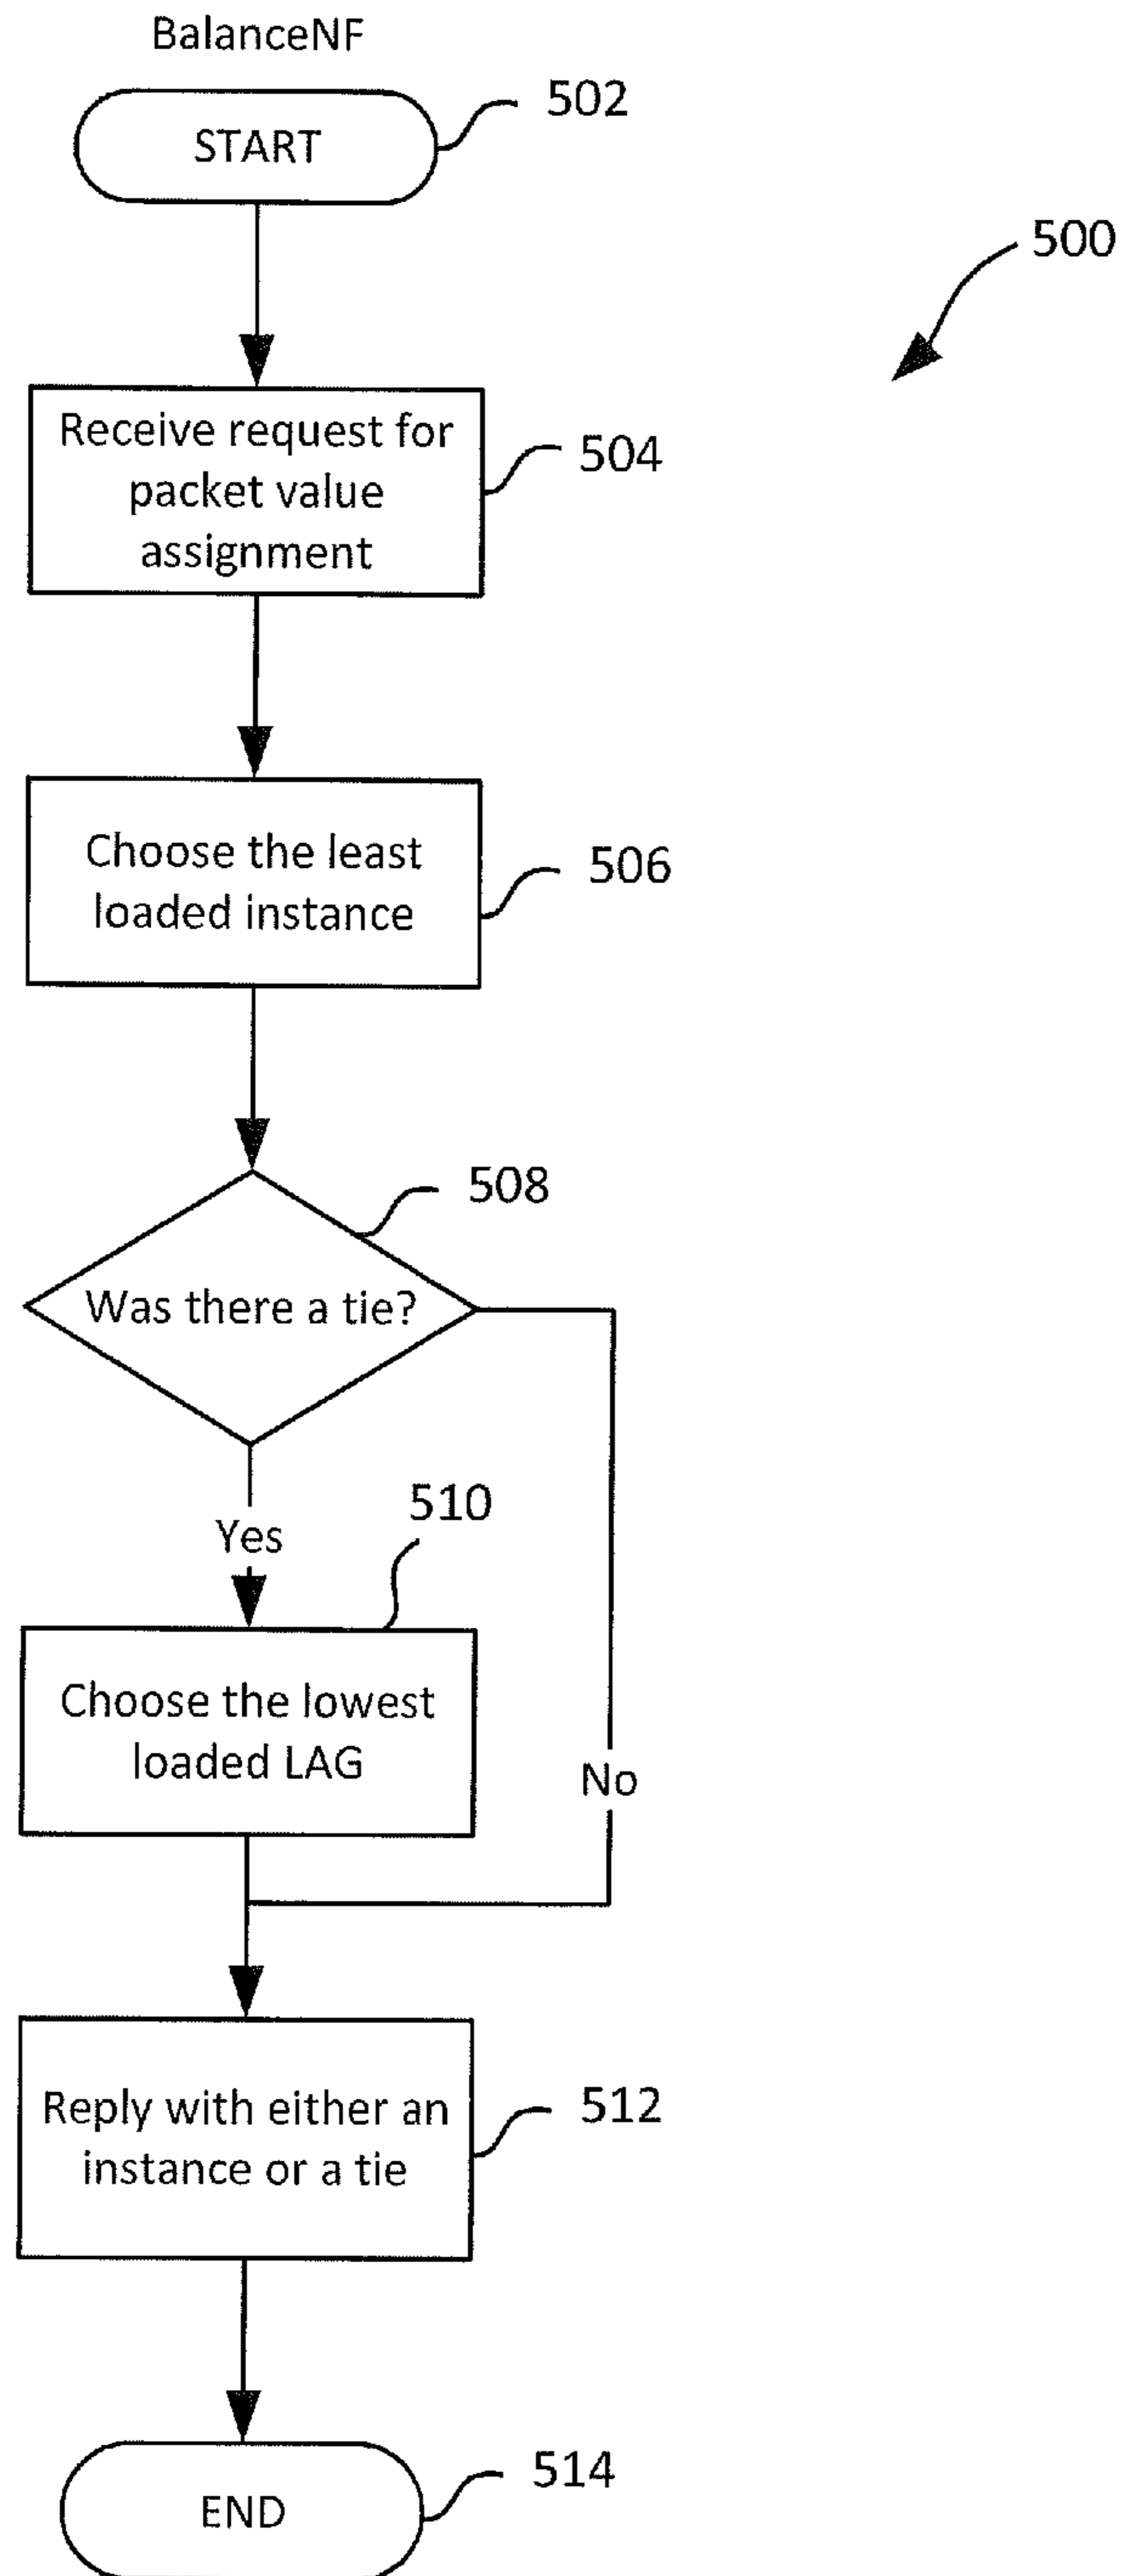 BalanceNF
START
502
500
Receive request for
packet value
assignment
504
Choose the least
loaded instance
506
508
Was there a tie?
Yes
510
Choose the lowest
loaded LAG
No
Reply with either an
instance or a tie
512
END
514